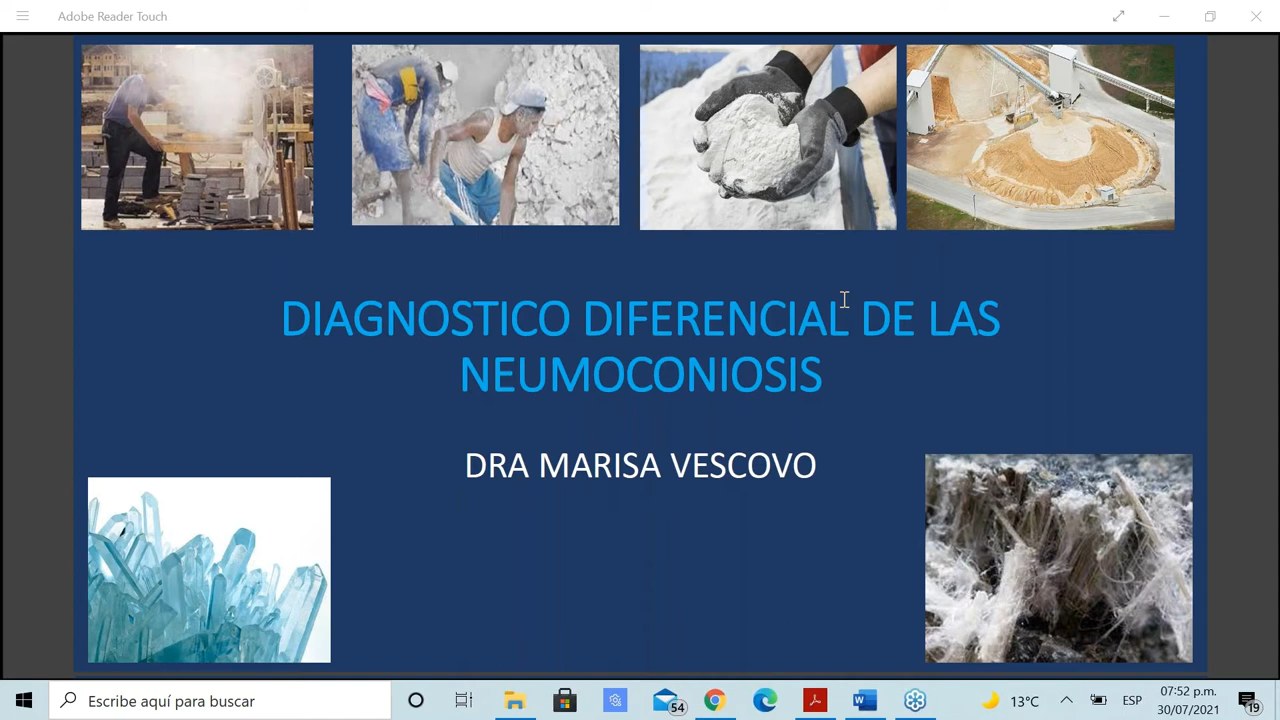 Adobe Reader Touch
DIAGNOSTICO DIFERENCIAL DE LAS
NEUMOCONIOSIS
DRA MARISA VESCOVO
Escribe aquí para buscar
54
13°C
ESP
07:52 p.m.
30/07/2021
19